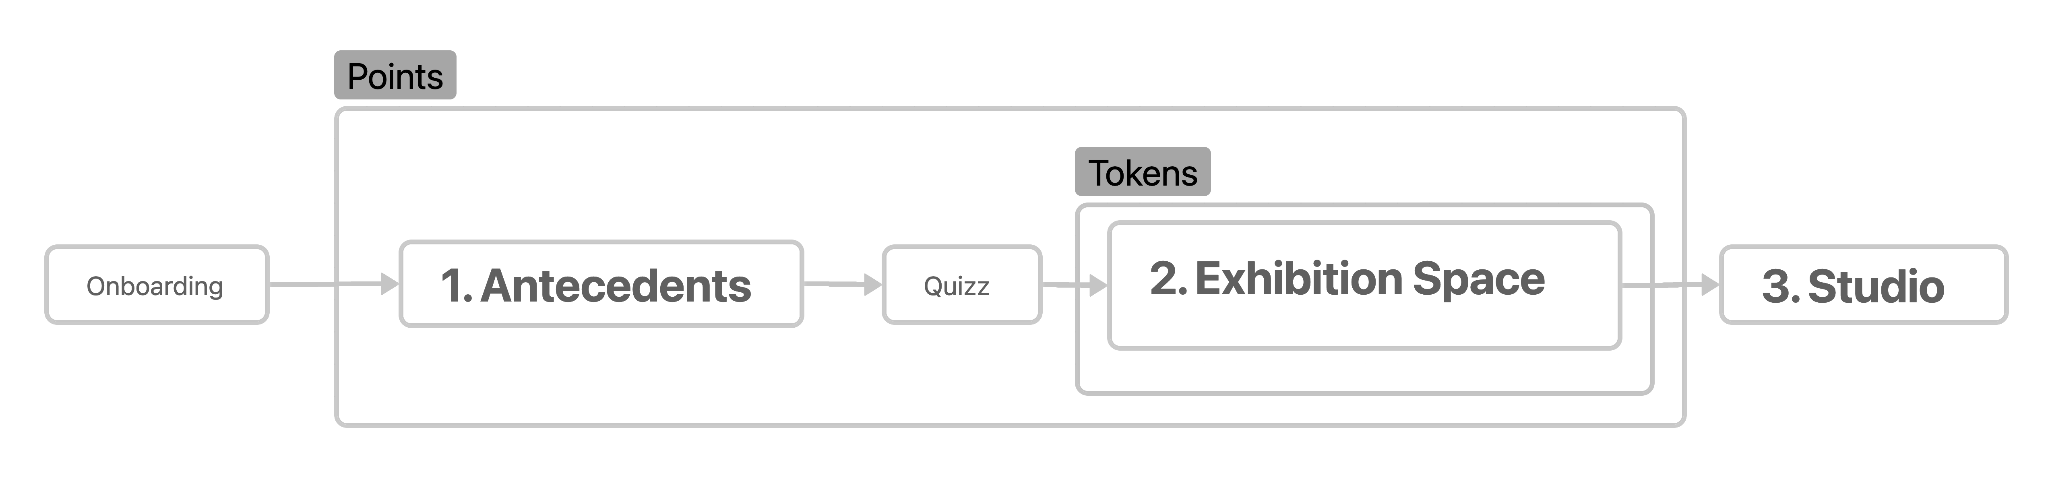 Points
Tokens
Onboarding
1. Antecedents
Quizz
2. Exhibition Space
3. Studio